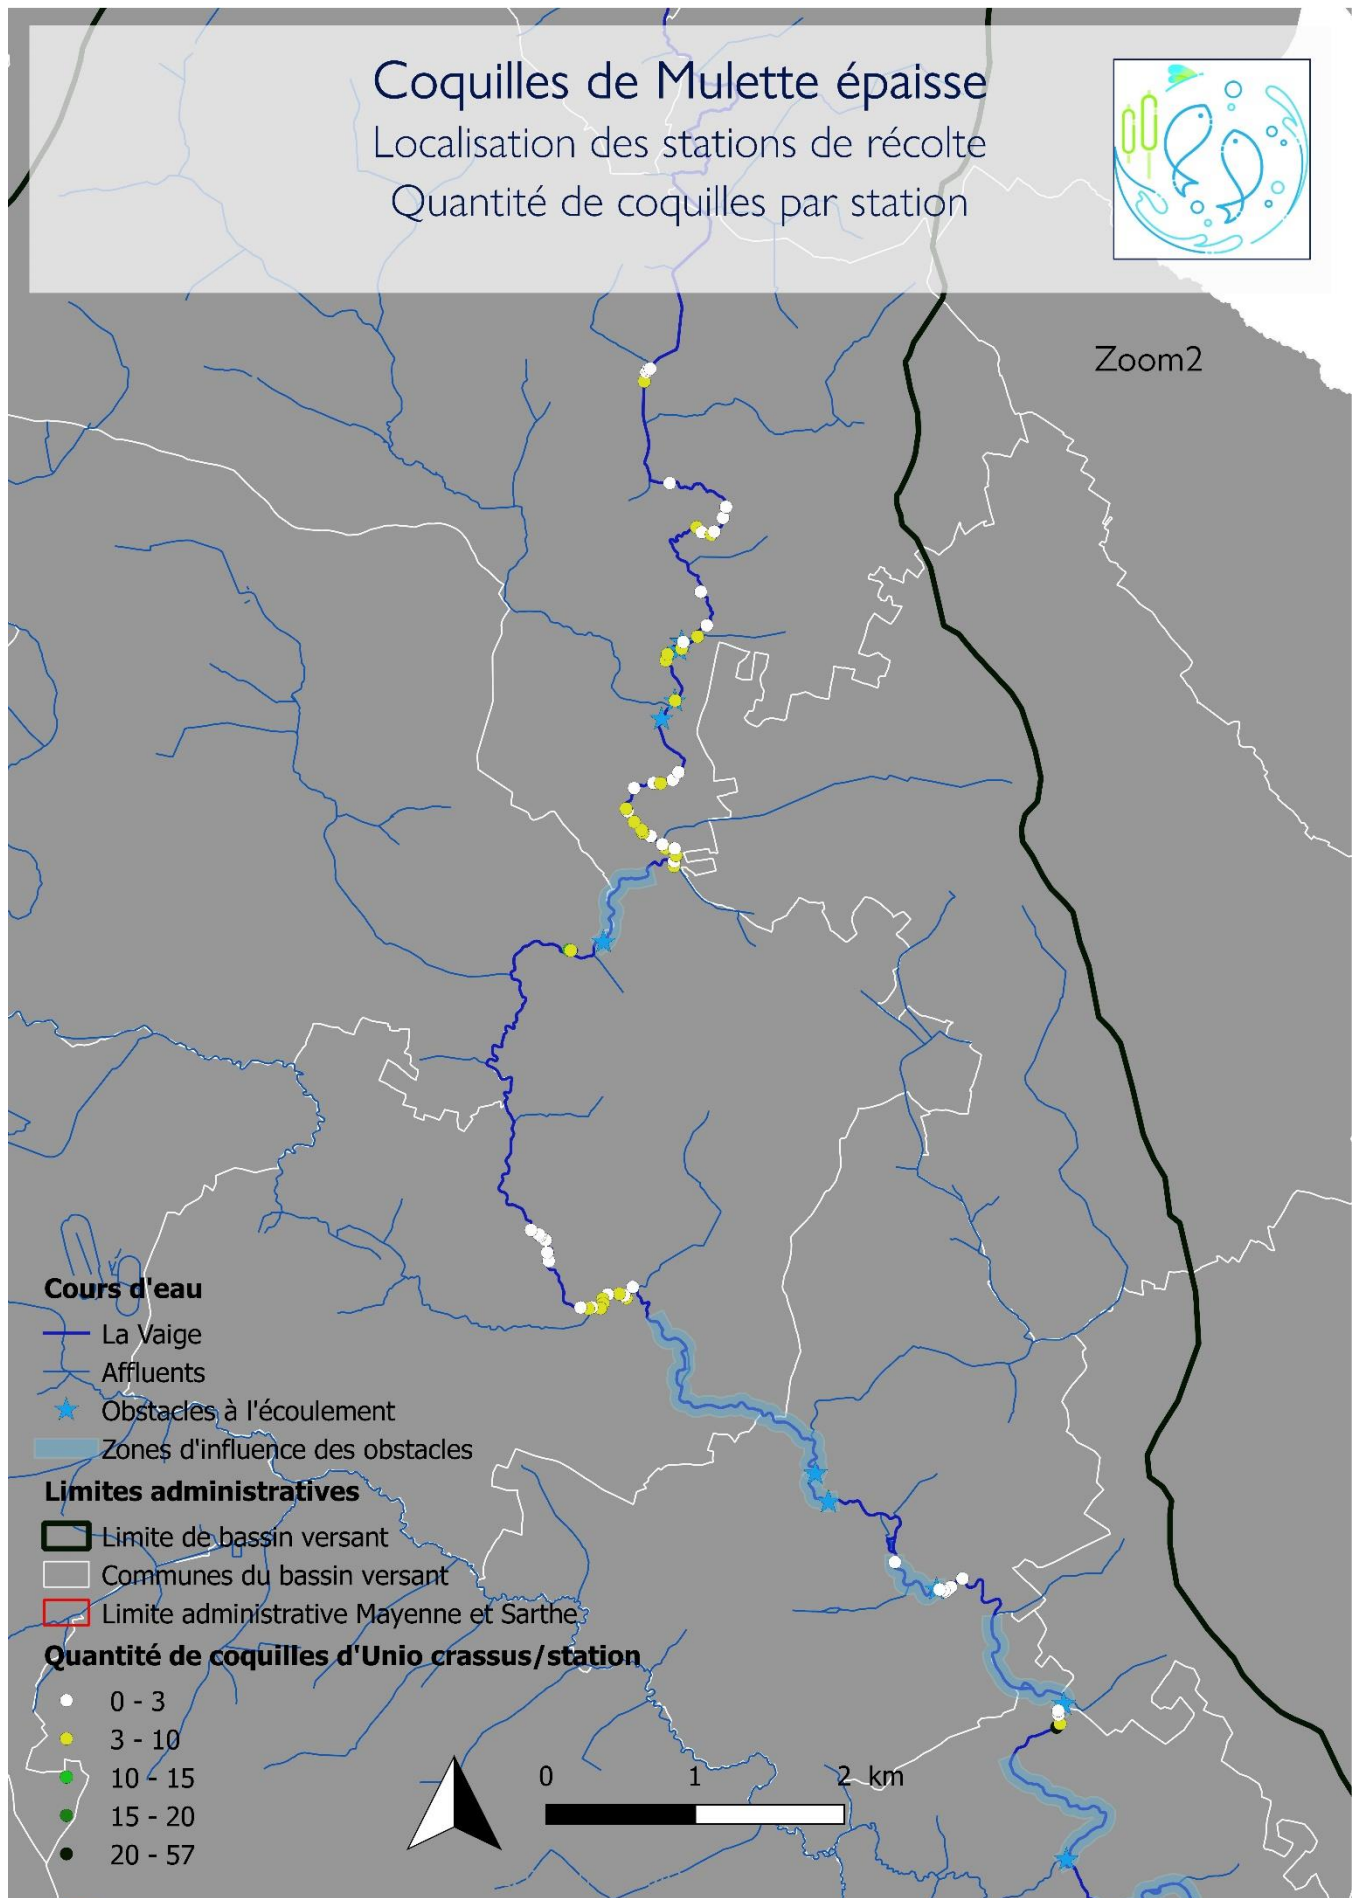 Coquilles de Mulette épaisse
Localisation des stations de récolte
Quantité de coquilles par station
Zoom2
Cours d'eau
La Vaige
Affluents
Obstacles à l'écoulement
Zones d'influence des obstacles
Limites administratives
Limite de bassin versant
Communes du bassin versant
Limite administrative Mayenne et Sarthe
Quantité de coquilles d'Unio crassus/station
0 - 3
3 - 10
10 - 15
15 - 20
20 - 57
0 1 2 km